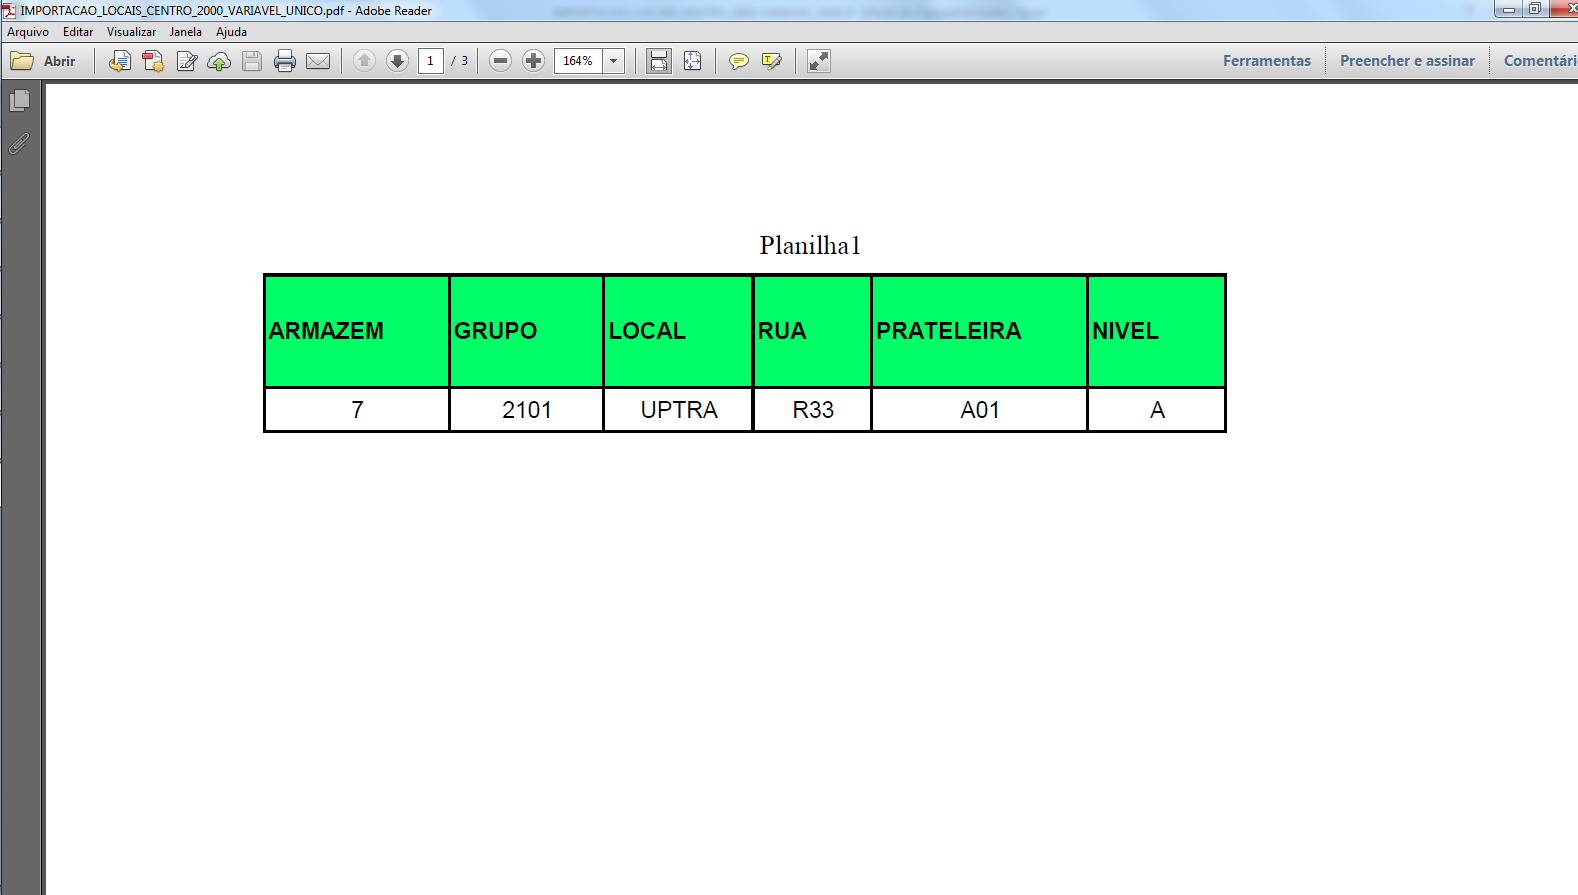 IMPORTACAO_LOCAIS_CENTRO_2000_VARIAVEL_UNICO.pdf - Adobe Reader
Arquivo Editar Visualizar Janela Ajuda
Abrir 1 / 3 164% Ferramentas Preencher e assinar Comentári
Planilha1
ARMAZEM GRUPO LOCAL RUA PRATELEIRA NIVEL
7 2101 UPTRA R33 A01 A